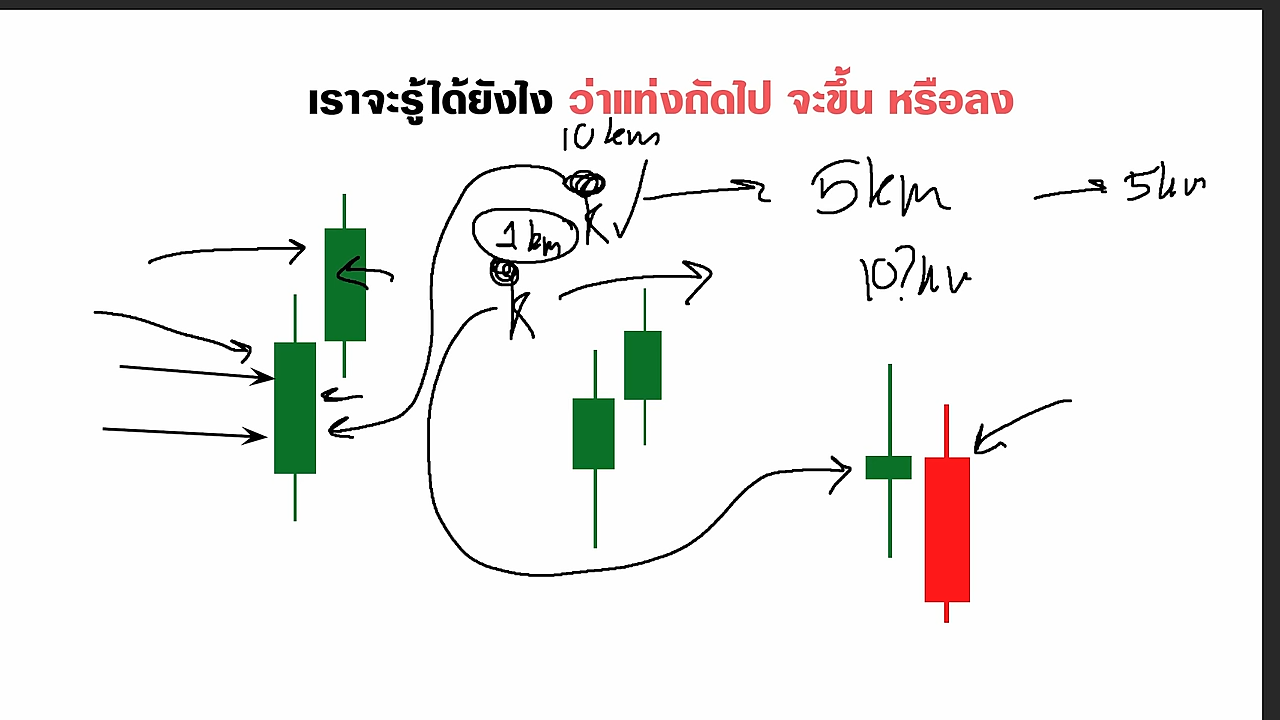 เราจะรู้ได้ยังไง ว่าแท่งถัดไป จะขึ้น หรือลง
10 km
5km
5km
1 km
10?km